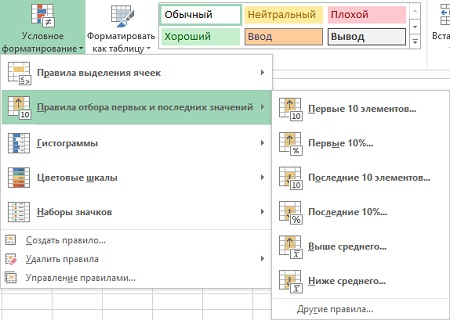 Условное форматирование
Форматировать как таблицу
Обычный
Нейтральный
Плохой
Хороший
Ввод
Вывод
Вста
Правила выделения ячеек
Правила отбора первых и последних значений
Гистограммы
Цветовые шкалы
Наборы значков
Создать правило...
Удалить правила
Управление правилами...
Первые 10 элементов...
Первые 10%...
Последние 10 элементов...
Последние 10%...
Выше среднего...
Ниже среднего...
Другие правила...